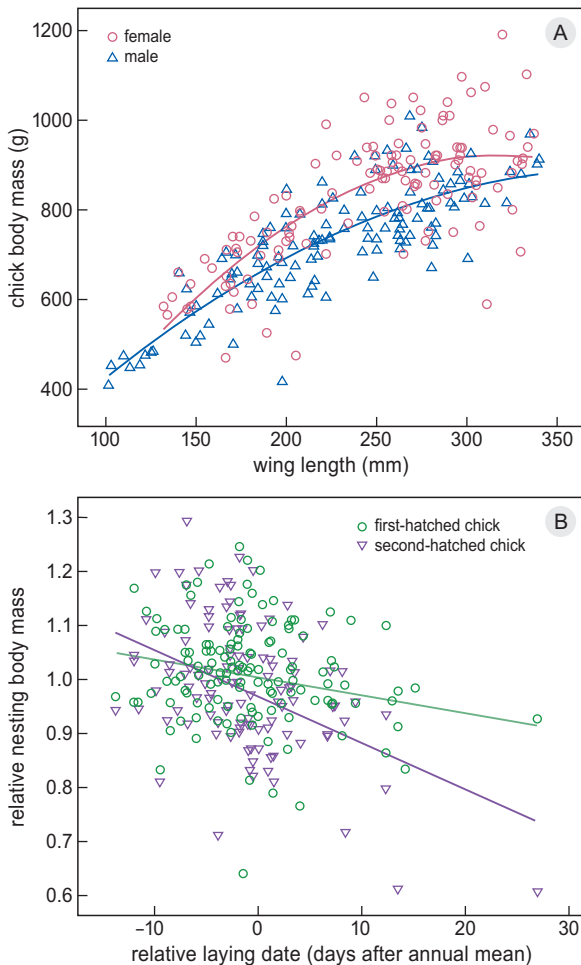 1200
1000
800
600
400
chick body mass (g)
female
male
A
100
150
200
250
300
350
wing length (mm)
1.3
1.2
1.1
1.0
0.9
0.8
0.7
0.6
relative nesting body mass
first-hatched chick
second-hatched chick
B
−10
0
10
20
30
relative laying date (days after annual mean)